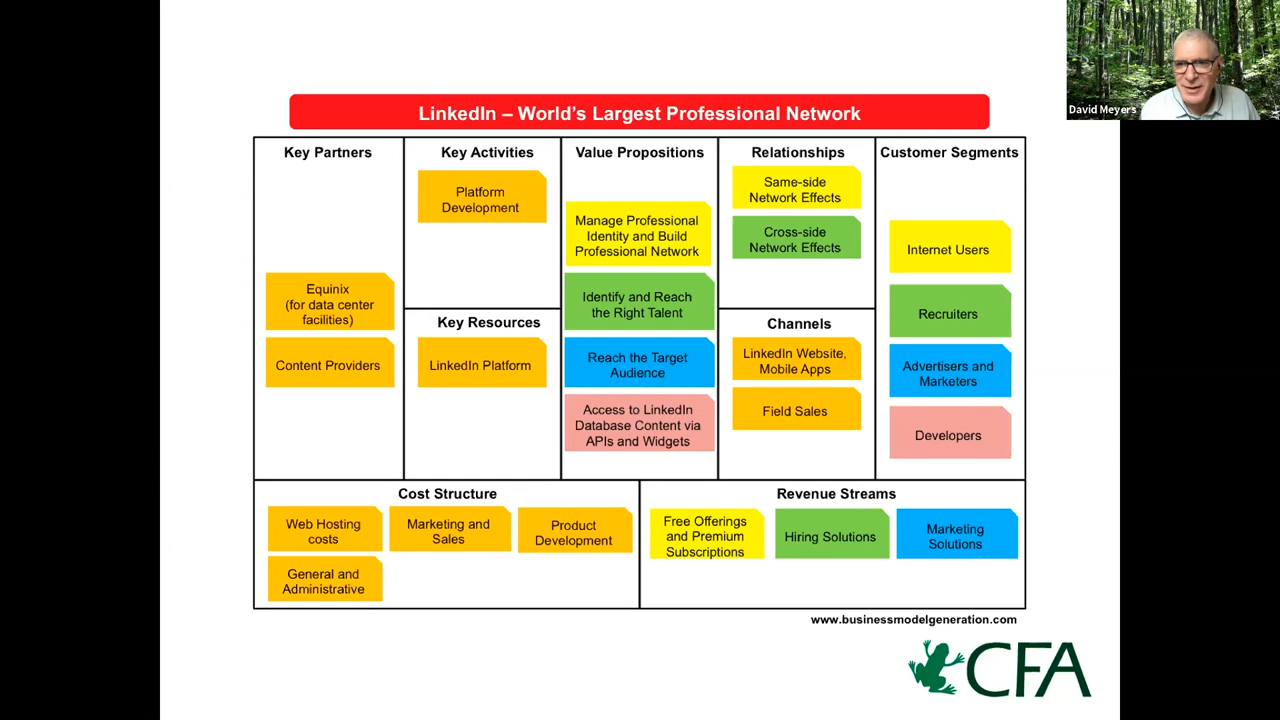 David Meyers
LinkedIn – World's Largest Professional Network
Key Partners
Equinix
(for data center
facilities)
Content Providers
Key Activities
Platform
Development
Key Resources
LinkedIn Platform
Value Propositions
Manage Professional
Identity and Build
Professional Network
Identify and Reach
the Right Talent
Reach the Target
Audience
Access to LinkedIn
Database Content via
APIs and Widgets
Relationships
Same-side
Network Effects
Cross-side
Network Effects
Channels
LinkedIn Website,
Mobile Apps
Field Sales
Customer Segments
Internet Users
Recruiters
Advertisers and
Marketers
Developers
Cost Structure
Web Hosting
costs
Marketing and
Sales
Product
Development
General and
Administrative
Revenue Streams
Free Offerings
and Premium
Subscriptions
Hiring Solutions
Marketing
Solutions
www.businessmodelgeneration.com
CFA